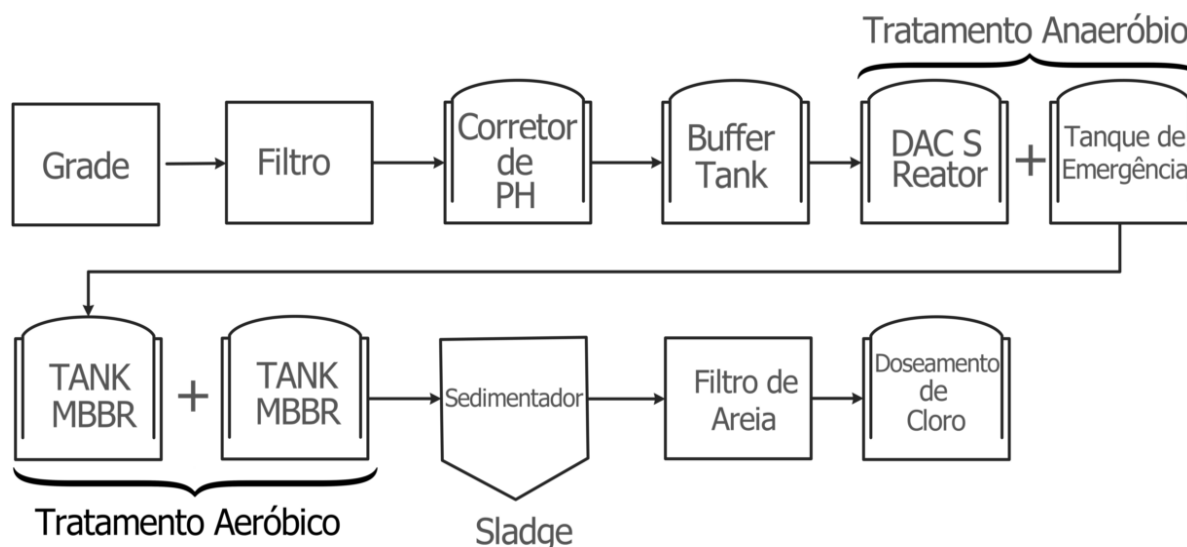 Tratamento Anaeróbio
Grade
Filtro
Corretor
de
PH
Buffer
Tank
DAC S
Reator
+
Tanque de
Emergência
TANK
MBBR
+
TANK
MBBR
Sedimentador
Filtro de
Areia
Doseamento
de
Cloro
Tratamento Aeróbico
Sladge